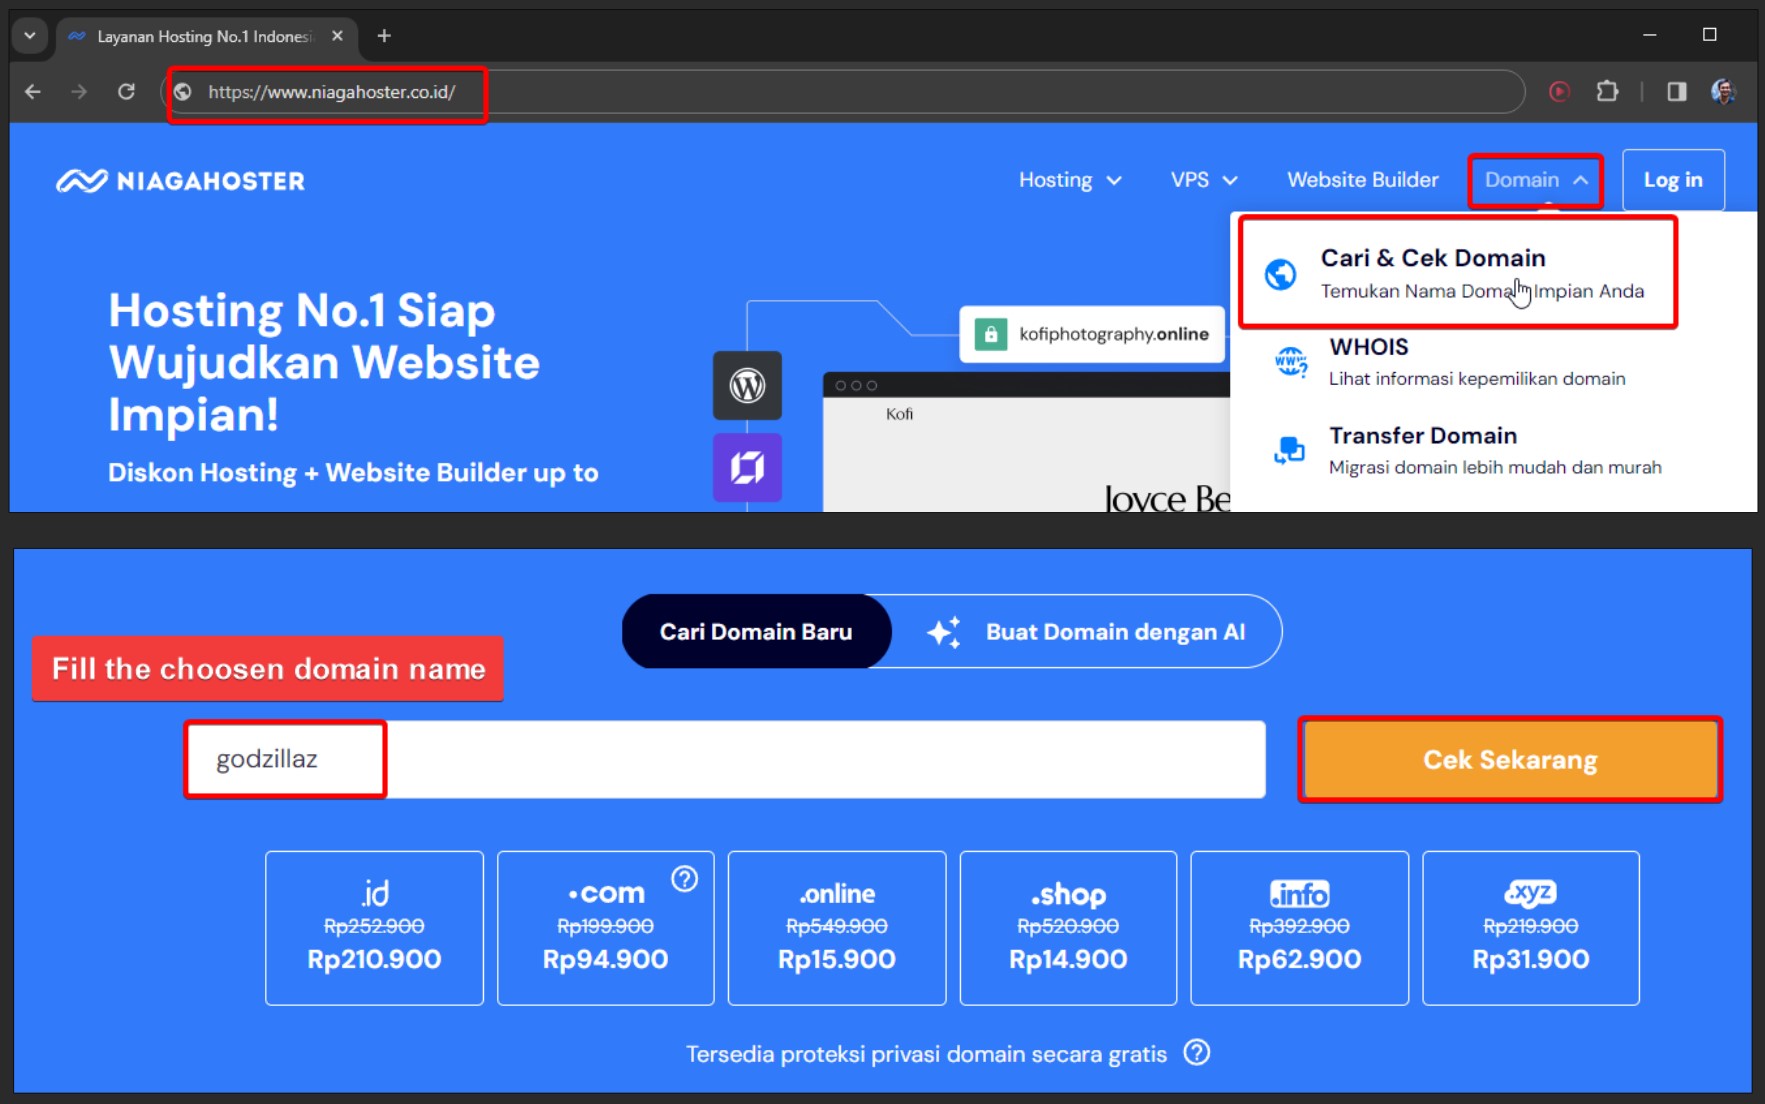 Layanan Hosting No.1 Indonesi
https://www.niagahoster.co.id/
NIAGAHOSTER
Hosting
VPS
Website Builder
Domain
Log in
Cari & Cek Domain
Temukan Nama Domain Impian Anda
WHOIS
Lihat informasi kepemilikan domain
Transfer Domain
Migrasi domain lebih mudah dan murah
Hosting No.1 Siap
Wujudkan Website
Impian!
Diskon Hosting + Website Builder up to
kofiphotography.online
Kofi
Joyce Be
Cari Domain Baru
Buat Domain dengan AI
Fill the choosen domain name
godzillaz
Cek Sekarang
.id
Rp252.900
Rp210.900
.com
Rp199.900
Rp94.900
.online
Rp549.900
Rp15.900
.shop
Rp520.900
Rp14.900
.info
Rp392.900
Rp62.900
.xyz
Rp219.900
Rp31.900
Tersedia proteksi privasi domain secara gratis